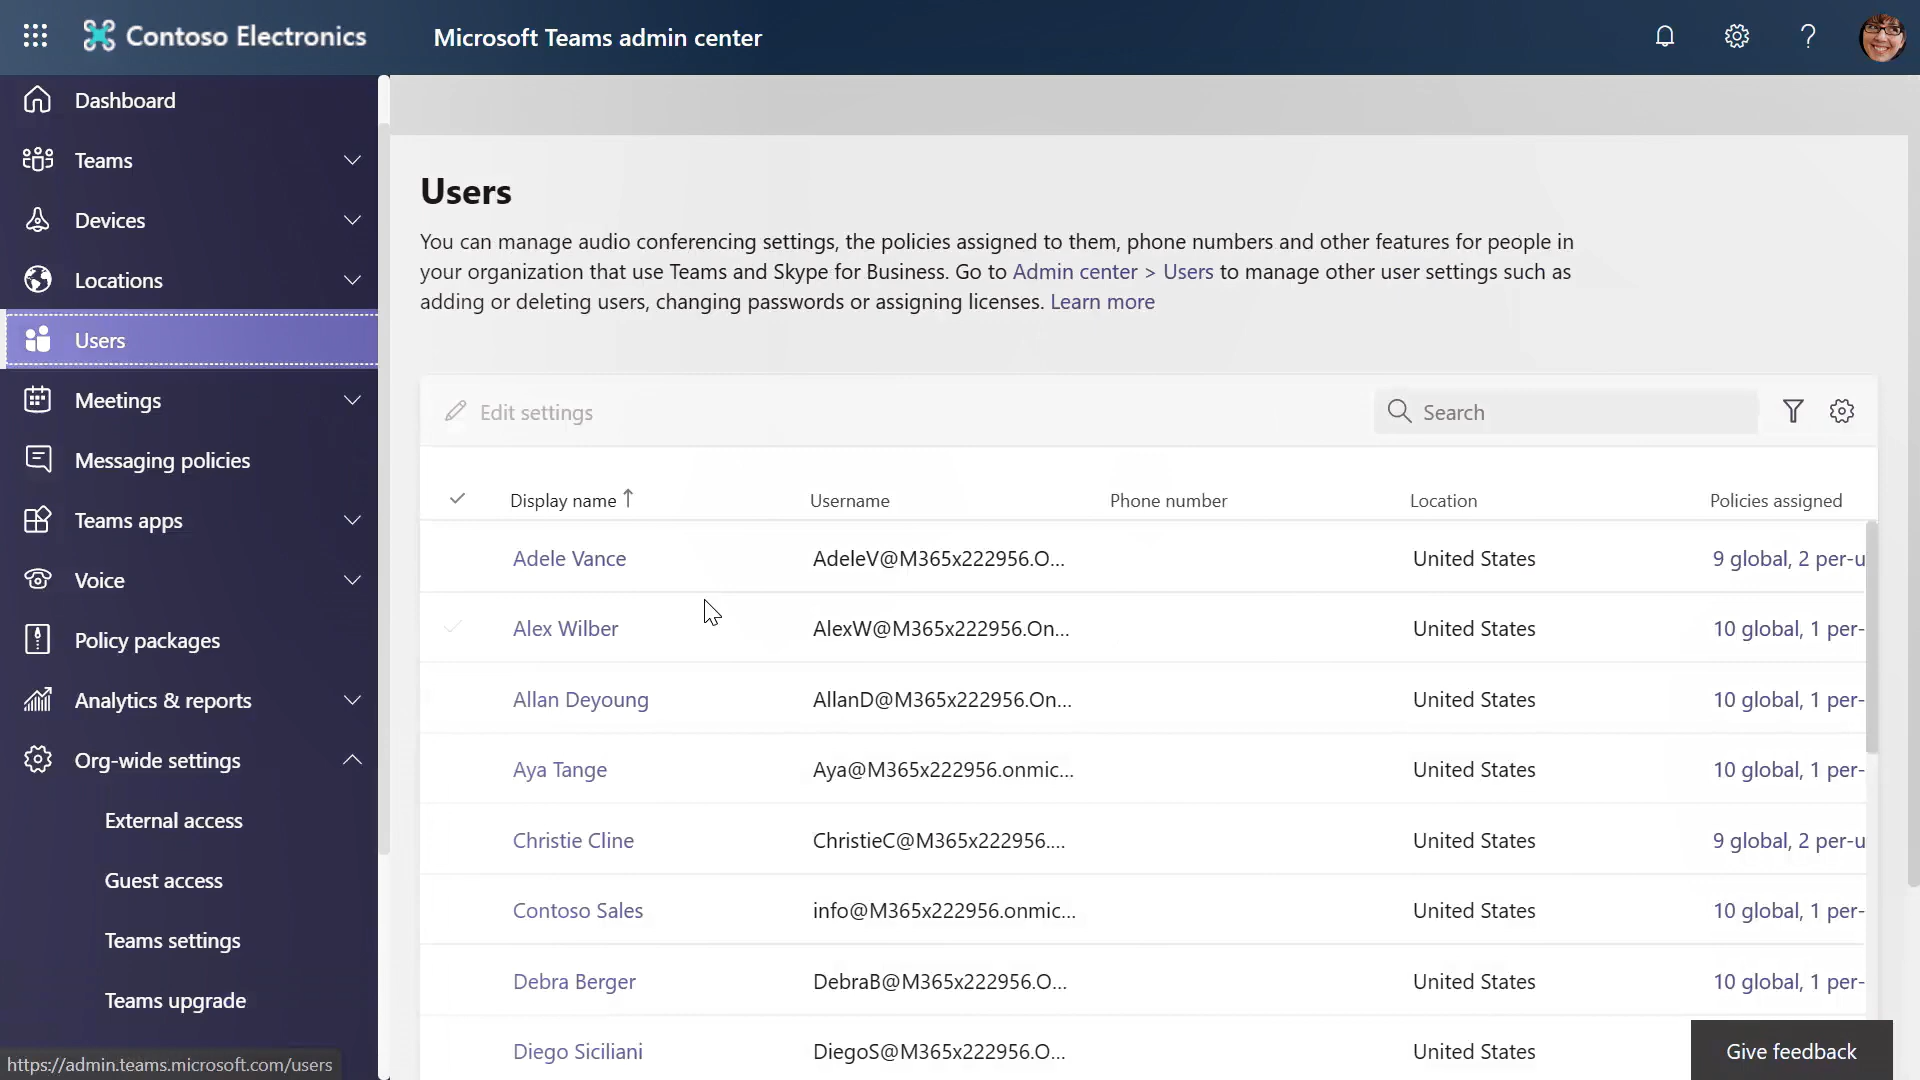 Contoso Electronics
Microsoft Teams admin center
Dashboard
Teams
Devices
Locations
Users
Meetings
Messaging policies
Teams apps
Voice
Policy packages
Analytics & reports
Org-wide settings
External access
Guest access
Teams settings
Teams upgrade
https://admin.teams.microsoft.com/users
Users
You can manage audio conferencing settings, the policies assigned to them, phone numbers and other features for people in
your organization that use Teams and Skype for Business. Go to Admin center > Users to manage other user settings such as
adding or deleting users, changing passwords or assigning licenses. Learn more
Edit settings
Search
Display name ↑ Username Phone number Location Policies assigned
Adele Vance AdeleV@M365x222956.O... United States 9 global, 2 per-u
Alex Wilber AlexW@M365x222956.On... United States 10 global, 1 per-
Allan Deyoung AllanD@M365x222956.On... United States 10 global, 1 per-
Aya Tange Aya@M365x222956.onmic... United States 10 global, 1 per-
Christie Cline ChristieC@M365x222956.... United States 9 global, 2 per-u
Contoso Sales info@M365x222956.onmic... United States 10 global, 1 per-
Debra Berger DebraB@M365x222956.O... United States 10 global, 1 per-
Diego Siciliani DiegoS@M365x222956.O... United States
Give feedback